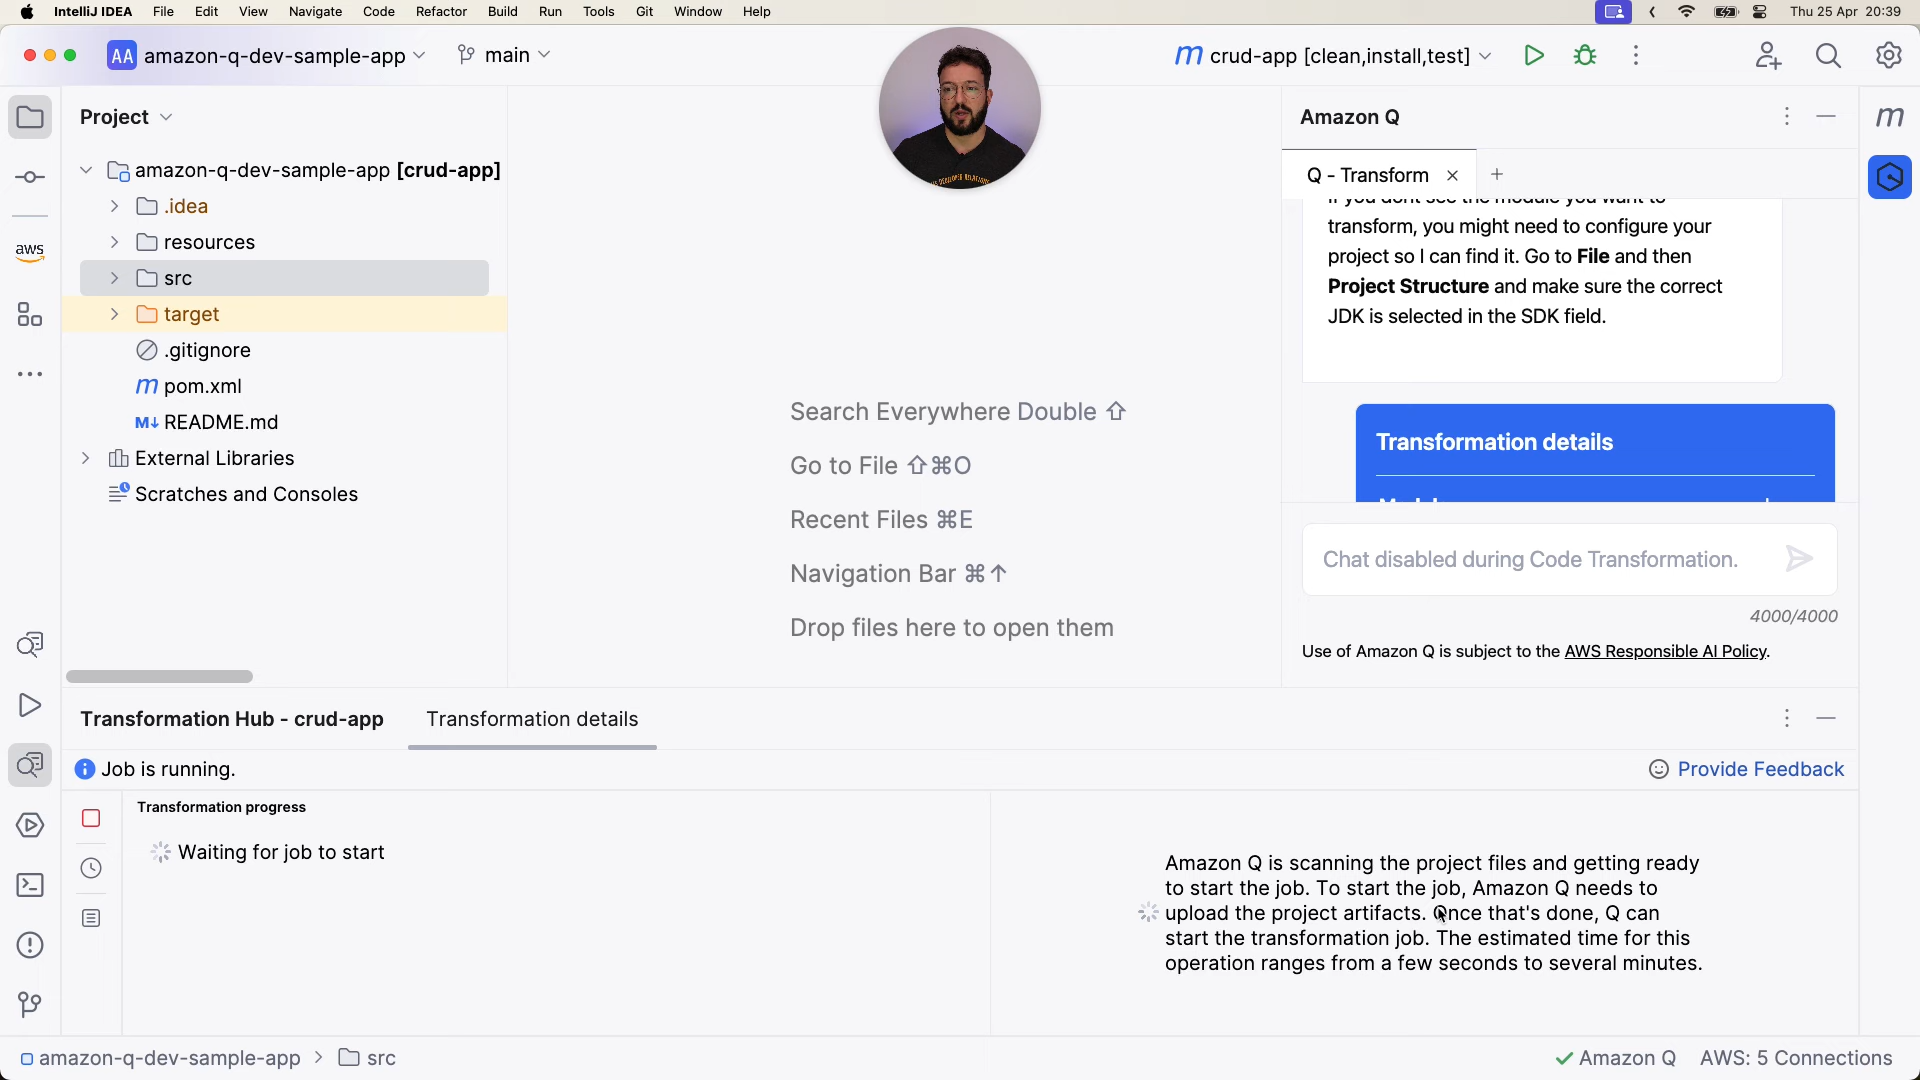 IntelliJ IDEA File Edit View Navigate Code Refactor Build Run Tools Git Window Help
Thu 25 Apr 20:39
AA amazon-q-dev-sample-app
main
m crud-app [clean,install,test]
Project
amazon-q-dev-sample-app [crud-app]
.idea
resources
aws
src
target
.gitignore
m pom.xml
M↓ README.md
External Libraries
Scratches and Consoles
Search Everywhere Double ⇧
Go to File ⇧⌘O
Recent Files ⌘E
Navigation Bar ⌘↑
Drop files here to open them
Amazon Q
m
Q - Transform
transform, you might need to configure your
project so I can find it. Go to File and then
Project Structure and make sure the correct
JDK is selected in the SDK field.
Transformation details
Chat disabled during Code Transformation.
4000/4000
Use of Amazon Q is subject to the AWS Responsible AI Policy.
Transformation Hub - crud-app
Transformation details
Job is running.
Provide Feedback
Transformation progress
Waiting for job to start
Amazon Q is scanning the project files and getting ready
to start the job. To start the job, Amazon Q needs to
upload the project artifacts. Once that's done, Q can
start the transformation job. The estimated time for this
operation ranges from a few seconds to several minutes.
amazon-q-dev-sample-app > src
Amazon Q
AWS: 5 Connections